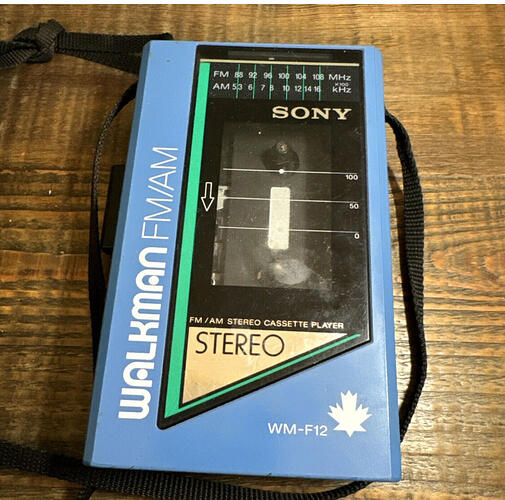 FM 88 92 96 100 104 108 MHz
AM 53 6 7 8 10 12 14 16 x100 kHz
SONY
100
50
0
WALKMAN FM/AM
FM / AM STEREO CASSETTE PLAYER
STEREO
WM-F12